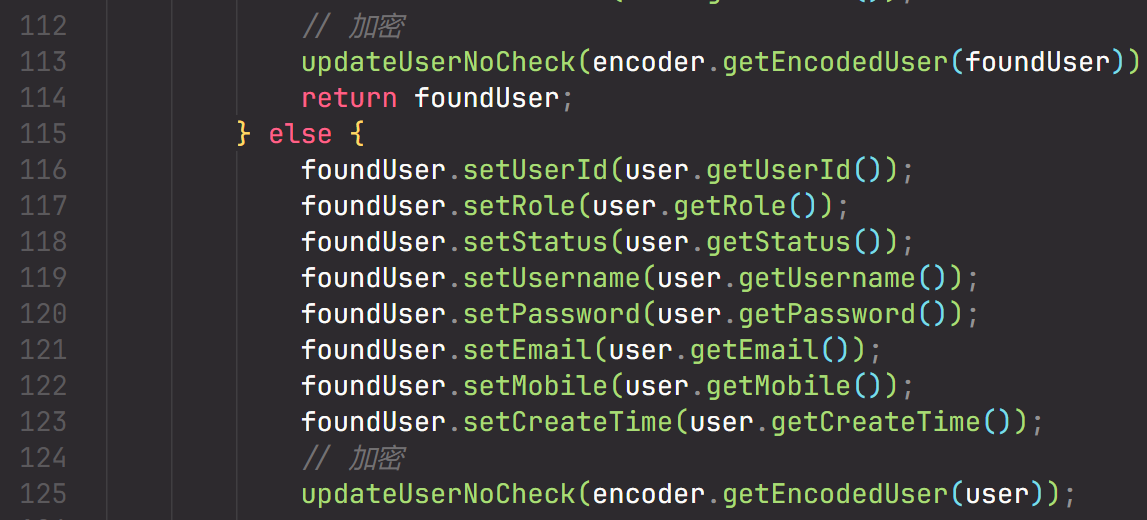 112 // 加密
113 updateUserNoCheck(encoder.getEncodedUser(foundUser))
114 return foundUser;
115 } else {
116 foundUser.setUserId(user.getUserId());
117 foundUser.setRole(user.getRole());
118 foundUser.setStatus(user.getStatus());
119 foundUser.setUsername(user.getUsername());
120 foundUser.setPassword(user.getPassword());
121 foundUser.setEmail(user.getEmail());
122 foundUser.setMobile(user.getMobile());
123 foundUser.setCreateTime(user.getCreateTime());
124 // 加密
125 updateUserNoCheck(encoder.getEncodedUser(user));